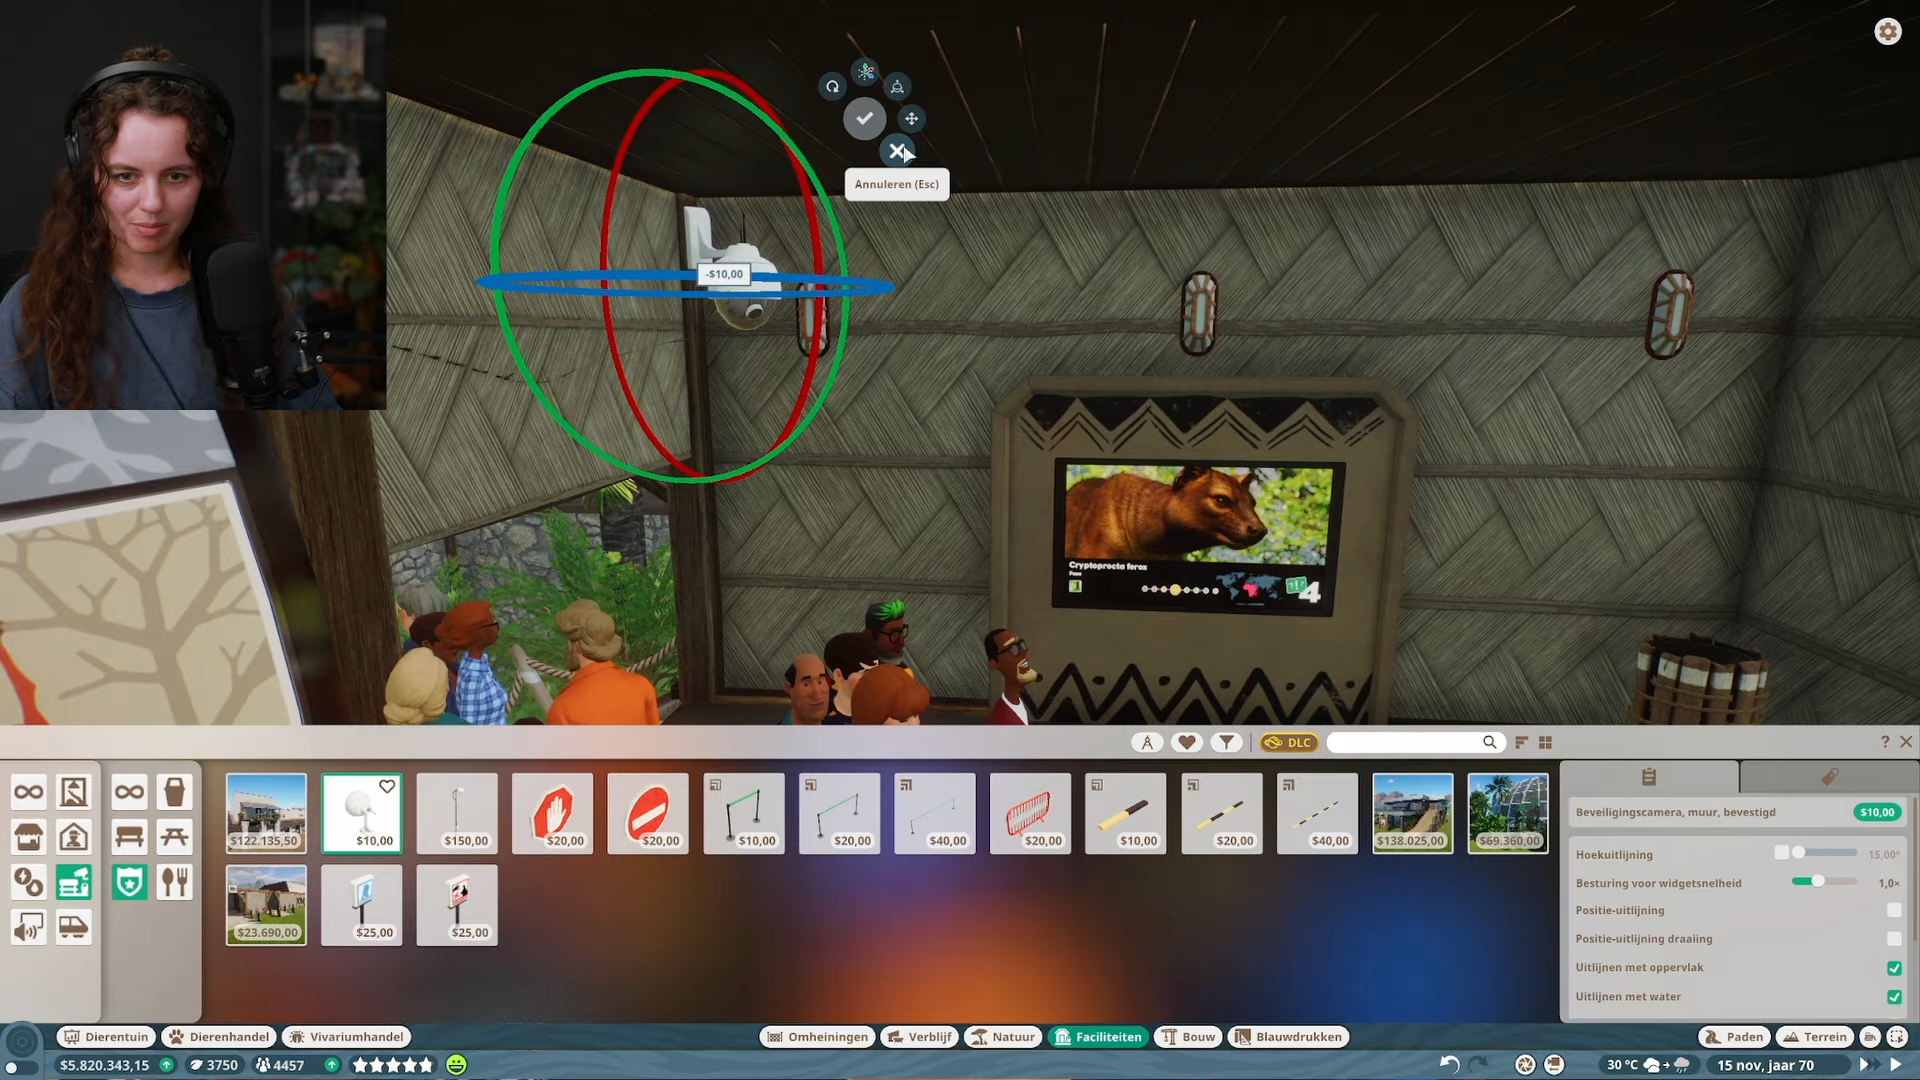 Annuleren (Esc)
-$10,00
Cryptoprocta ferox
Fosa
4
DLC
?
$122.135,50
$10,00
$150,00
$20,00
$20,00
$10,00
$20,00
$40,00
$20,00
$10,00
$20,00
$40,00
$138.025,00
$69.360,00
$23.690,00
$25,00
$25,00
Beveiligingscamera, muur, bevestigd
$10,00
Hoekuitlijning
15,00°
Besturing voor widgetsnelheid
1,0×
Positie-uitlijning
Positie-uitlijning draaiing
Uitlijnen met oppervlak
Uitlijnen met water
Dierentuin
Dierenhandel
Vivariumhandel
Omheiningen
Verblijf
Natuur
Faciliteiten
Bouw
Blauwdrukken
Paden
Terrein
$5.820.343,15
3750
4457
30 °C
15 nov, jaar 70